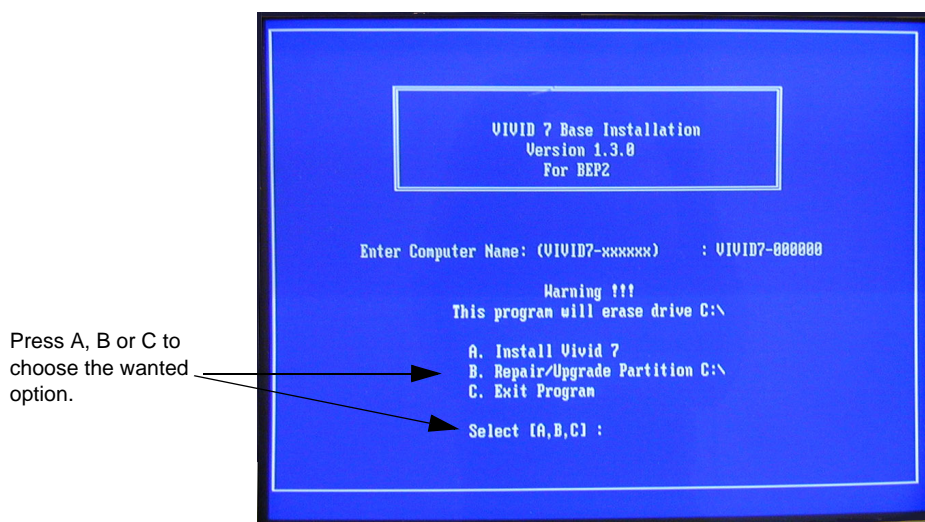 VIVID 7 Base Installation
Version 1.3.0
For BEP2
Enter Computer Name: (VIVID7-xxxxxx) : VIVID7-000000
Warning !!!
This program will erase drive C:\
A. Install Vivid 7
B. Repair/Upgrade Partition C:\
C. Exit Program
Select [A,B,C] :
Press A, B or C to
choose the wanted
option.